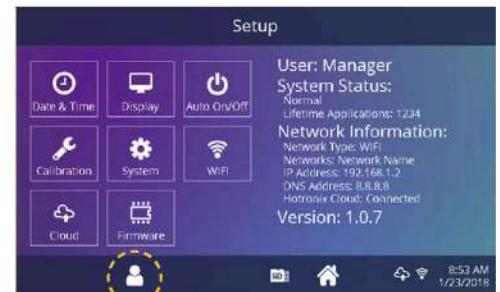 Setup
Date & Time
Display
Auto On/Off
Calibration
System
WiFi
Cloud
Firmware
User: Manager
System Status:
Normal
Lifetime Applications: 1234
Network Information:
Network Type: WiFi
Networks: Network Name
IP Address: 192.168.1.2
DNS Address: 8.8.8.8
Hotronix Cloud: Connected
Version: 1.0.7
8:53 AM
1/23/2018